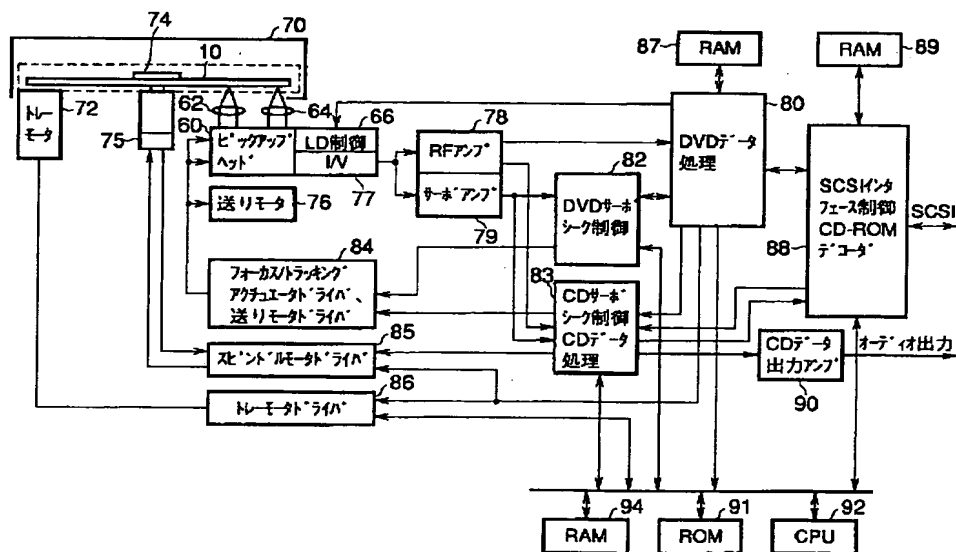 74
70
10
72
トレー
モータ
75
62
60
64
66
ピックアップ
ヘッド
LD制御
I/V
77
送りモータ
76
78
RFアンプ
サーボアンプ
79
87
RAM
80
DVDデータ
処理
RAM
89
82
DVDサーボ
シーク制御
SCSIインタ
フェース制御
CD-ROM
デコーダ
88
SCSI
84
フォーカス/トラッキング
アクチュエータドライバ、
送りモータドライバ
83
CDサーボ
シーク制御
CDデータ
処理
85
スピンドルモータドライバ
86
トレーモータドライバ
CDデータ
出力アンプ
90
オーディオ出力
RAM
94
ROM
91
CPU
92